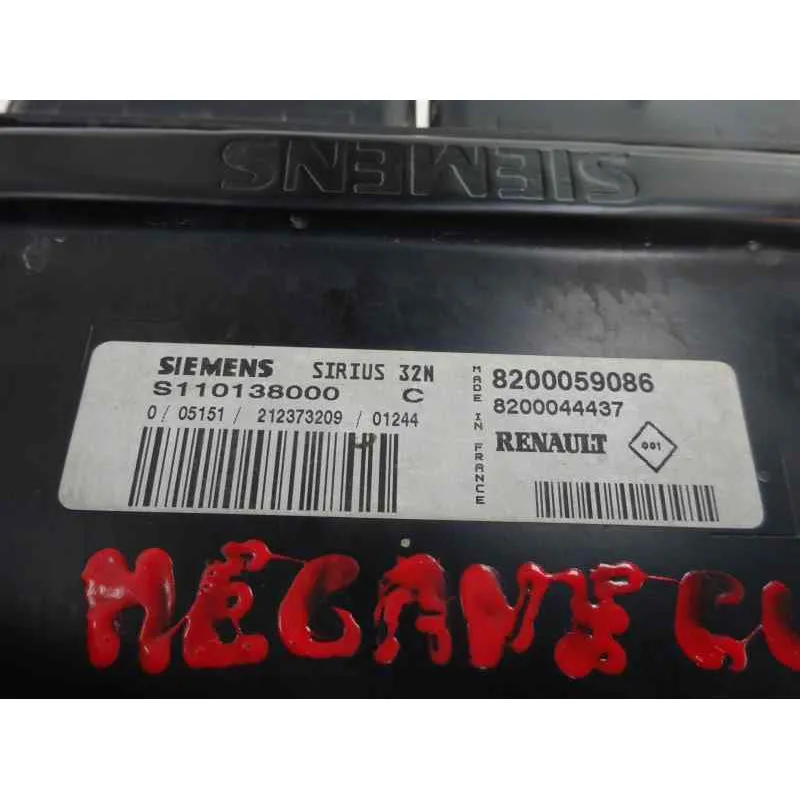 SIEMENS
SIEMENS SIRIUS 32N
S110138000 C
0 / 05151 / 212373209 / 01244
MADE IN FRANCE
8200059086
8200044437
RENAULT 001